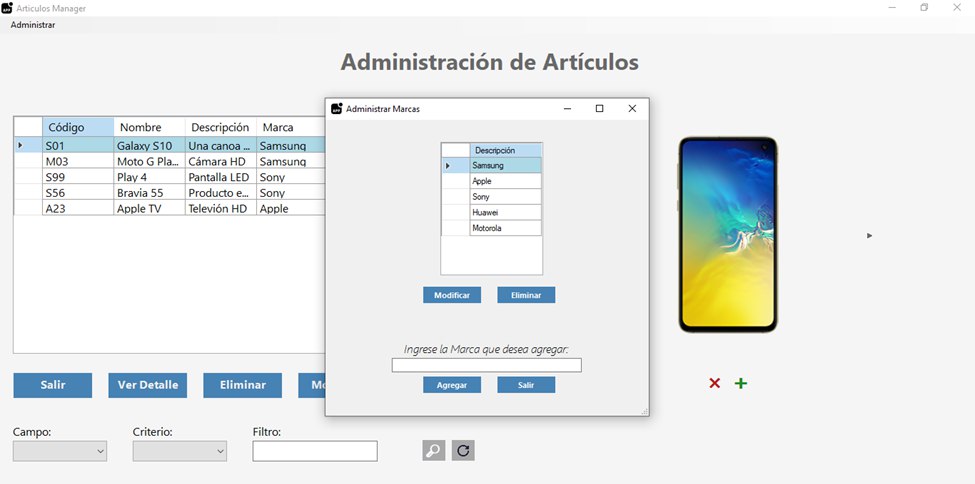 Articulos Manager
Administrar
Administración de Artículos
Código Nombre Descripción Marca
S01 Galaxy S10 Una canoa ... Samsung
M03 Moto G Pla... Cámara HD Samsung
S99 Play 4 Pantalla LED Sony
S56 Bravia 55 Producto e... Sony
A23 Apple TV Televión HD Apple
Administrar Marcas
Descripción
Samsung
Apple
Sony
Huawei
Motorola
Modificar Eliminar
Ingrese la Marca que desea agregar:
Agregar Salir
Salir Ver Detalle Eliminar Mo
Campo: Criterio: Filtro: